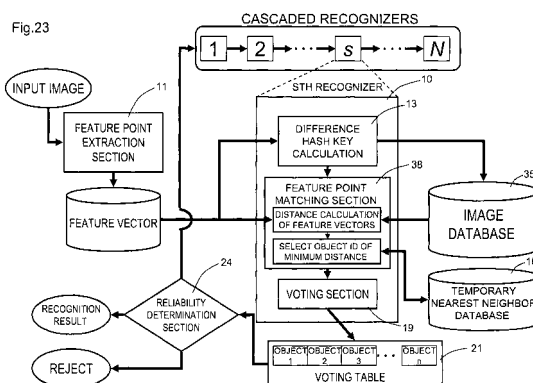 Fig.23
CASCADED RECOGNIZERS
1
2
s
N
INPUT IMAGE
11
FEATURE POINT
EXTRACTION
SECTION
FEATURE VECTOR
10
STH RECOGNIZER
13
DIFFERENCE
HASH KEY
CALCULATION
38
FEATURE POINT
MATCHING SECTION
DISTANCE CALCULATION
OF FEATURE VECTORS
SELECT OBJECT ID OF
MINIMUM DISTANCE
IMAGE
DATABASE
TEMPORARY
NEAREST NEIGHBOR
DATABASE
VOTING SECTION
19
24
RELIABILITY
DETERMINATION
SECTION
RECOGNITION
RESULT
REJECT
21
OBJECT
1
OBJECT
2
OBJECT
3
OBJECT
n
VOTING TABLE